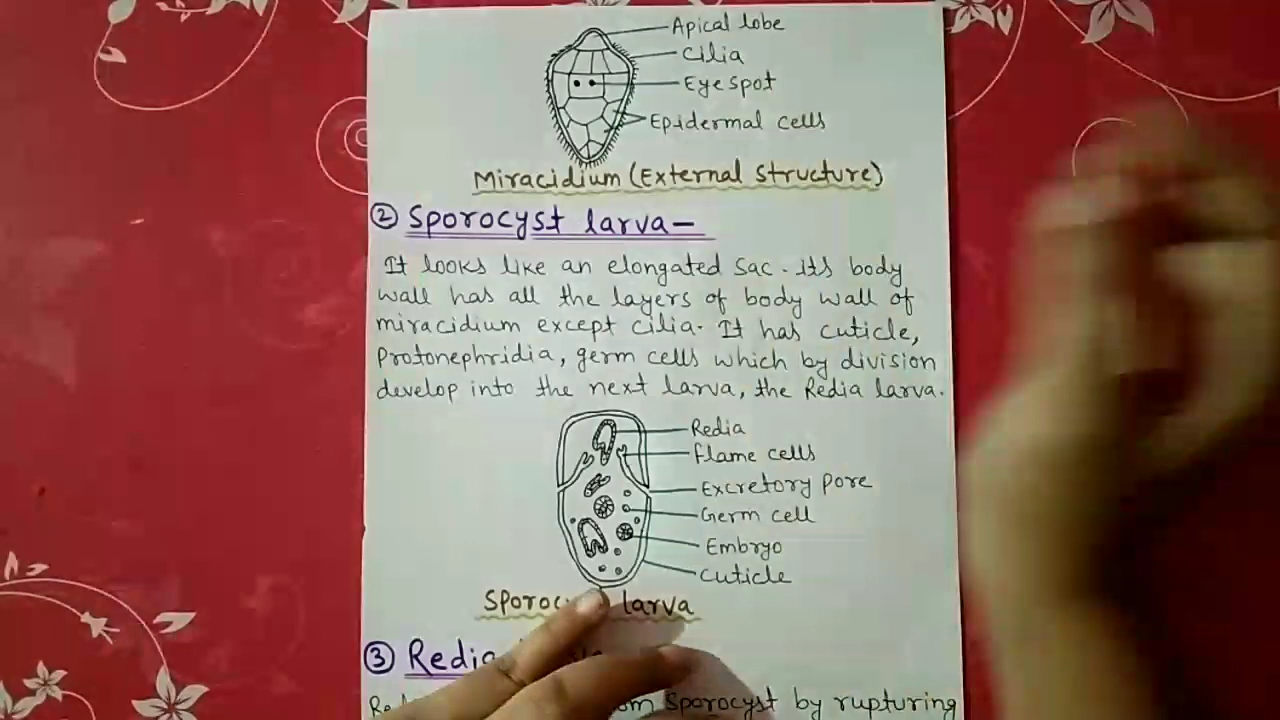 Apical lobe
Cilia
Eye spot
Epidermal cells
Miracidium (External Structure)
② Sporocyst larva-
It looks like an elongated sac. its body
wall has all the layers of body wall of
miracidium except cilia. It has cuticle,
Protonephridia, germ cells which by division
develop into the next larva, the Redia larva.
Redia
flame cells
Excretory pore
Germ cell
Embryo
Cuticle
larva
③ Redia
Sporocyst by rupturing